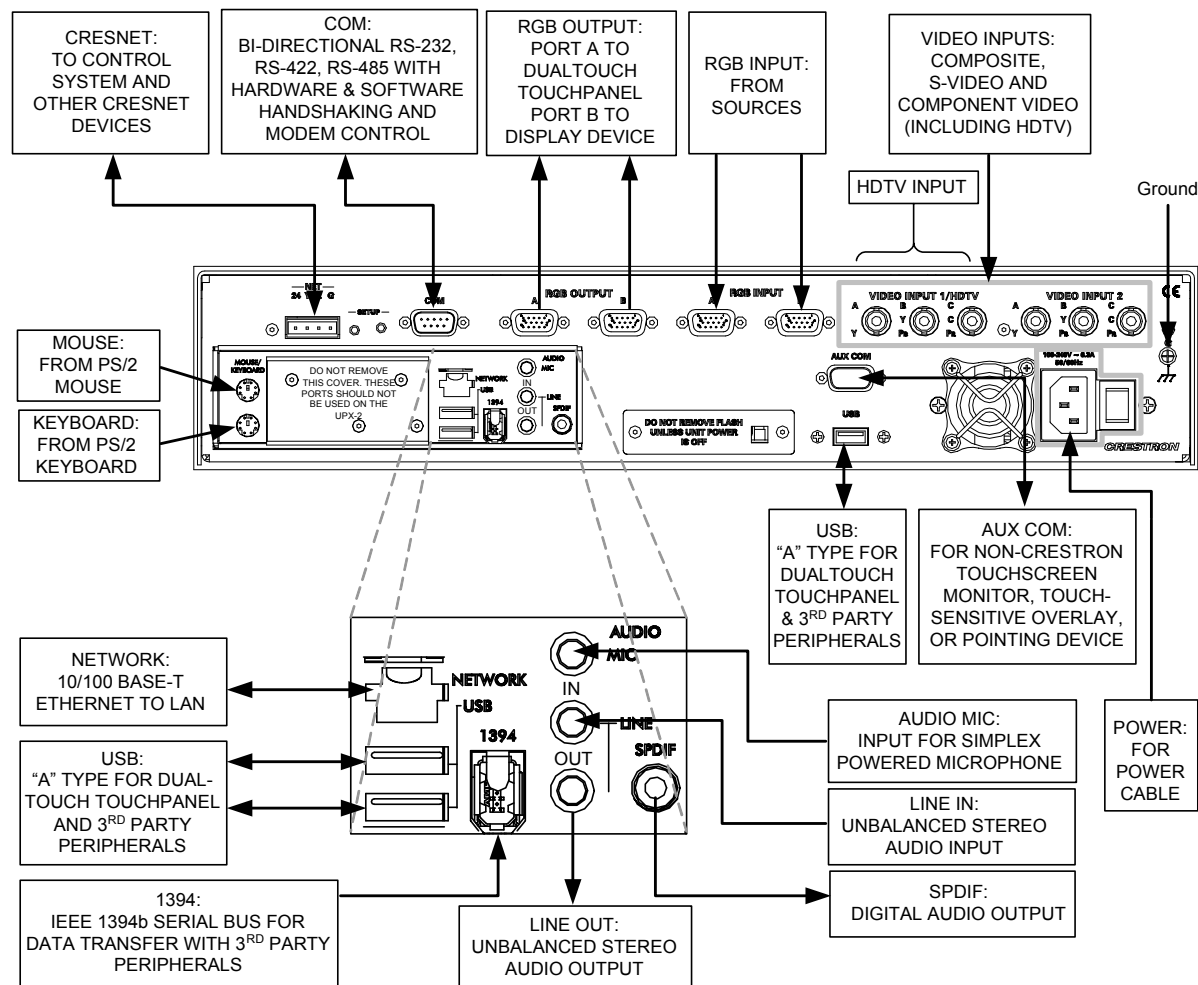 CRESNET:
TO CONTROL
SYSTEM AND
OTHER CRESNET
DEVICES
COM:
BI-DIRECTIONAL RS-232,
RS-422, RS-485 WITH
HARDWARE & SOFTWARE
HANDSHAKING AND
MODEM CONTROL
RGB OUTPUT:
PORT A TO
DUALTOUCH
TOUCHPANEL
PORT B TO
DISPLAY DEVICE
RGB INPUT:
FROM
SOURCES
VIDEO INPUTS:
COMPOSITE,
S-VIDEO AND
COMPONENT VIDEO
(INCLUDING HDTV)
HDTV INPUT
Ground
NET
24
G
SETUP
COM
A
RGB OUTPUT
B
RGB INPUT
VIDEO INPUT 1/HDTV
A
B
C
Y
Y
C
PB
PR
VIDEO INPUT 2
A
B
C
Y
Y
C
PB
PR
CE
MOUSE:
FROM PS/2
MOUSE
KEYBOARD:
FROM PS/2
KEYBOARD
MOUSE/
KEYBOARD
DO NOT REMOVE
THIS COVER. THESE
PORTS SHOULD NOT
BE USED ON THE
UPX-2
NETWORK
USB
1394
AUDIO
MIC
IN
LINE
OUT
SPDIF
DO NOT REMOVE FLASH
UNLESS UNIT POWER
IS OFF
AUX COM
USB
50/60Hz
CRESTRON
USB:
“A” TYPE FOR
DUALTOUCH
TOUCHPANEL
& 3RD PARTY
PERIPHERALS
AUX COM:
FOR NON-CRESTRON
TOUCHSCREEN
MONITOR, TOUCH-
SENSITIVE OVERLAY,
OR POINTING DEVICE
POWER:
FOR
POWER
CABLE
NETWORK:
10/100 BASE-T
ETHERNET TO LAN
USB:
“A” TYPE FOR DUAL-
TOUCH TOUCHPANEL
AND 3RD PARTY
PERIPHERALS
1394:
IEEE 1394b SERIAL BUS FOR
DATA TRANSFER WITH 3RD PARTY
PERIPHERALS
NETWORK
USB
1394
AUDIO
MIC
IN
LINE
OUT
SPDIF
AUDIO MIC:
INPUT FOR SIMPLEX
POWERED MICROPHONE
LINE IN:
UNBALANCED STEREO
AUDIO INPUT
SPDIF:
DIGITAL AUDIO OUTPUT
LINE OUT:
UNBALANCED STEREO
AUDIO OUTPUT